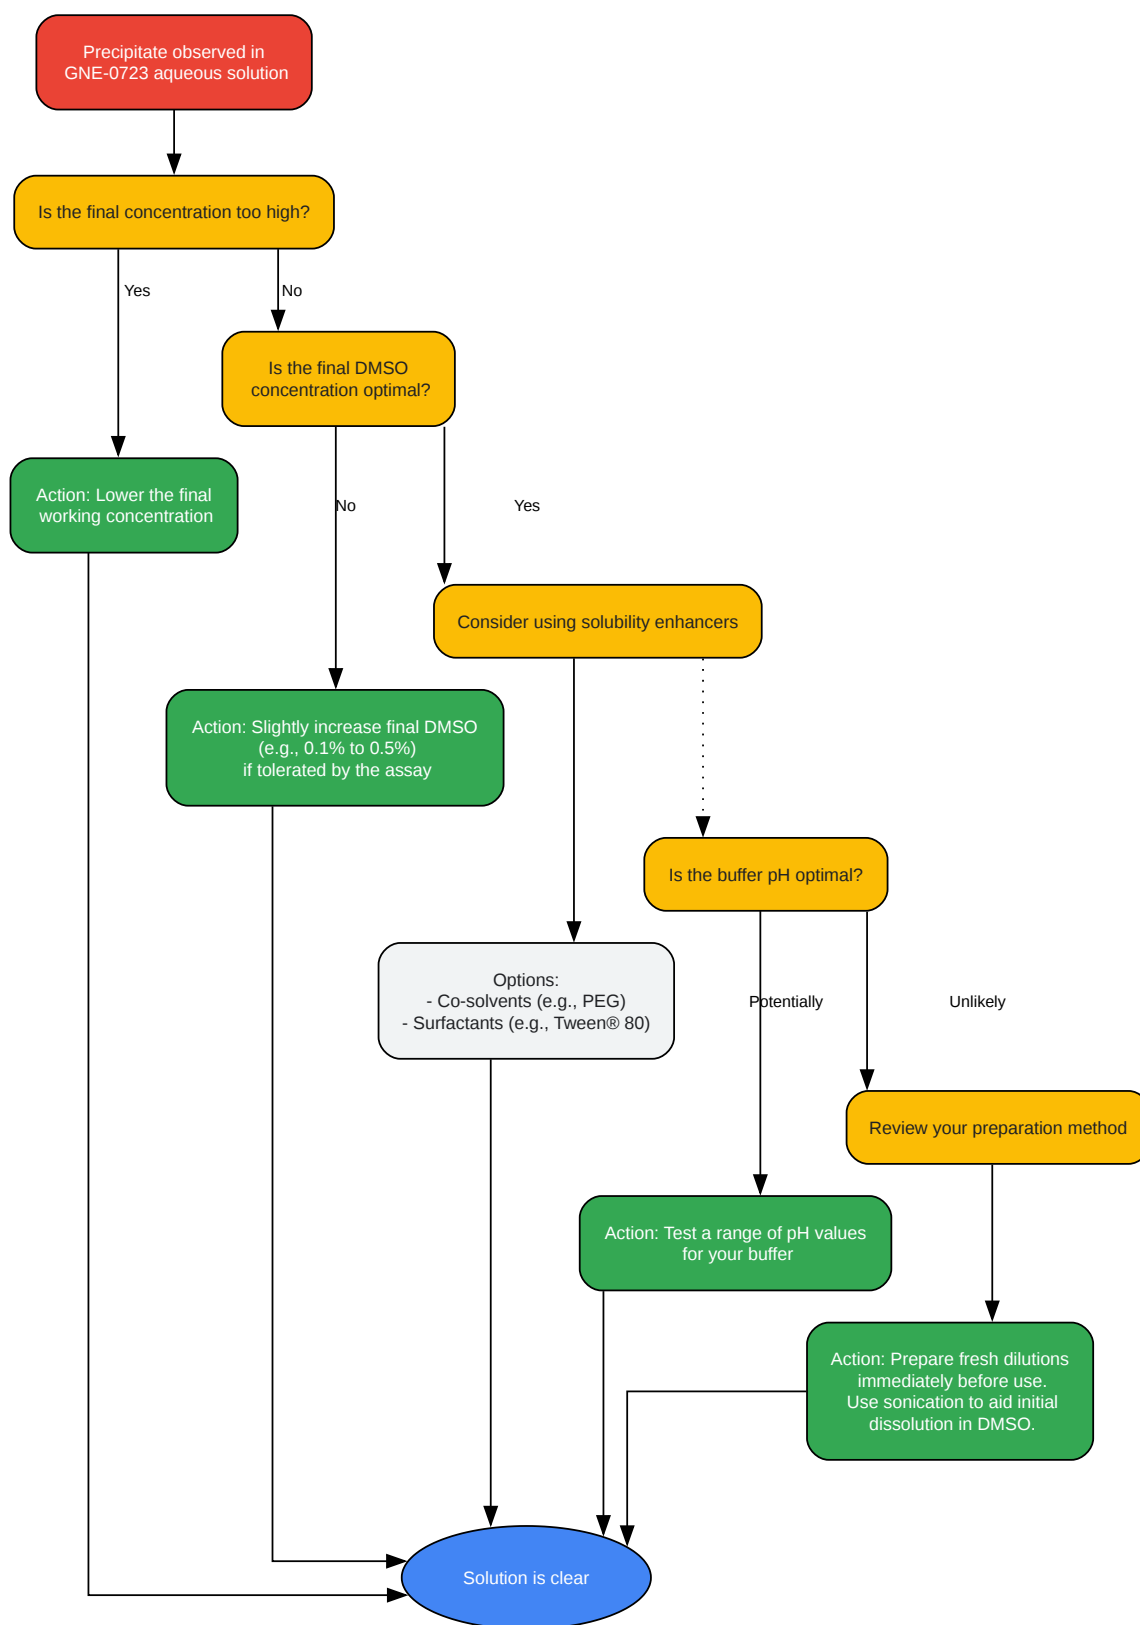 Precipitate observed in
GNE-0723 aqueous solution
Is the final concentration too high?
Yes
No
Is the final DMSO
concentration optimal?
Action: Lower the final
working concentration
No
Yes
Consider using solubility enhancers
Action: Slightly increase final DMSO
(e.g., 0.1% to 0.5%)
if tolerated by the assay
Is the buffer pH optimal?
Options:
- Co-solvents (e.g., PEG)
- Surfactants (e.g., Tween® 80)
Potentially
Unlikely
Review your preparation method
Action: Test a range of pH values
for your buffer
Action: Prepare fresh dilutions
immediately before use.
Use sonication to aid initial
dissolution in DMSO.
Solution is clear